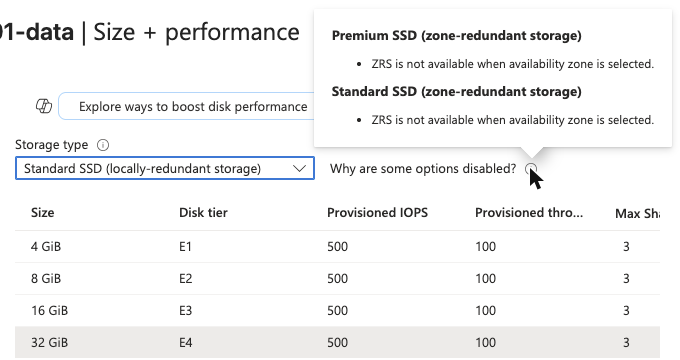 01-data | Size + performance
Premium SSD (zone-redundant storage)
• ZRS is not available when availability zone is selected.
Standard SSD (zone-redundant storage)
• ZRS is not available when availability zone is selected.
Explore ways to boost disk performance
Storage type
Standard SSD (locally-redundant storage)
Why are some options disabled?
Size Disk tier Provisioned IOPS Provisioned thro... Max Sha
4 GiB E1 500 100 3
8 GiB E2 500 100 3
16 GiB E3 500 100 3
32 GiB E4 500 100 3